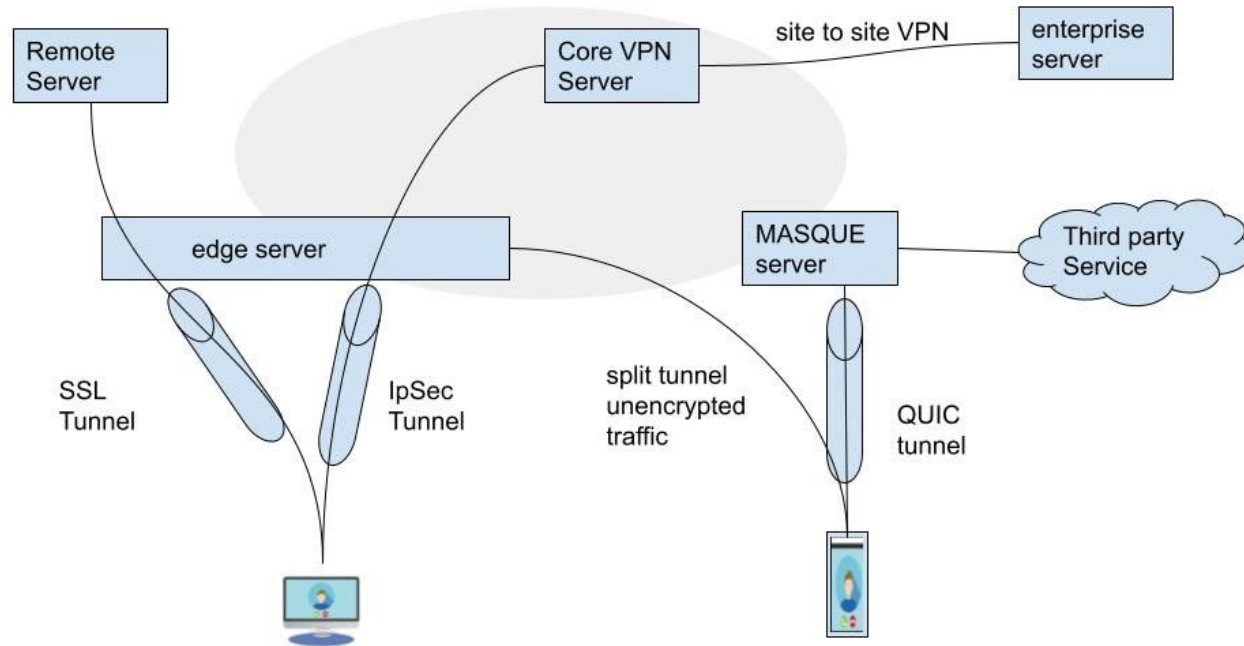 Remote
Server
Core VPN
Server
site to site VPN
enterprise
server
edge server
MASQUE
server
Third party
Service
SSL
Tunnel
IpSec
Tunnel
split tunnel
unencrypted
traffic
QUIC
tunnel